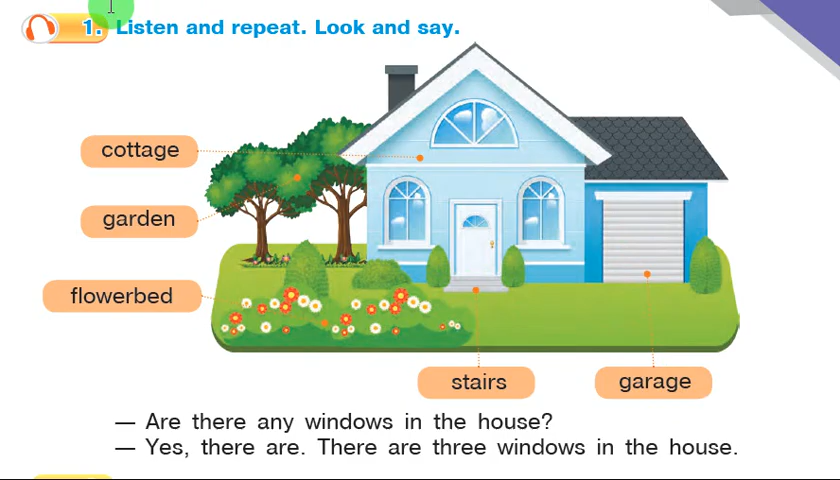 1. Listen and repeat. Look and say.
cottage
garden
flowerbed
stairs
garage
— Are there any windows in the house?
— Yes, there are. There are three windows in the house.